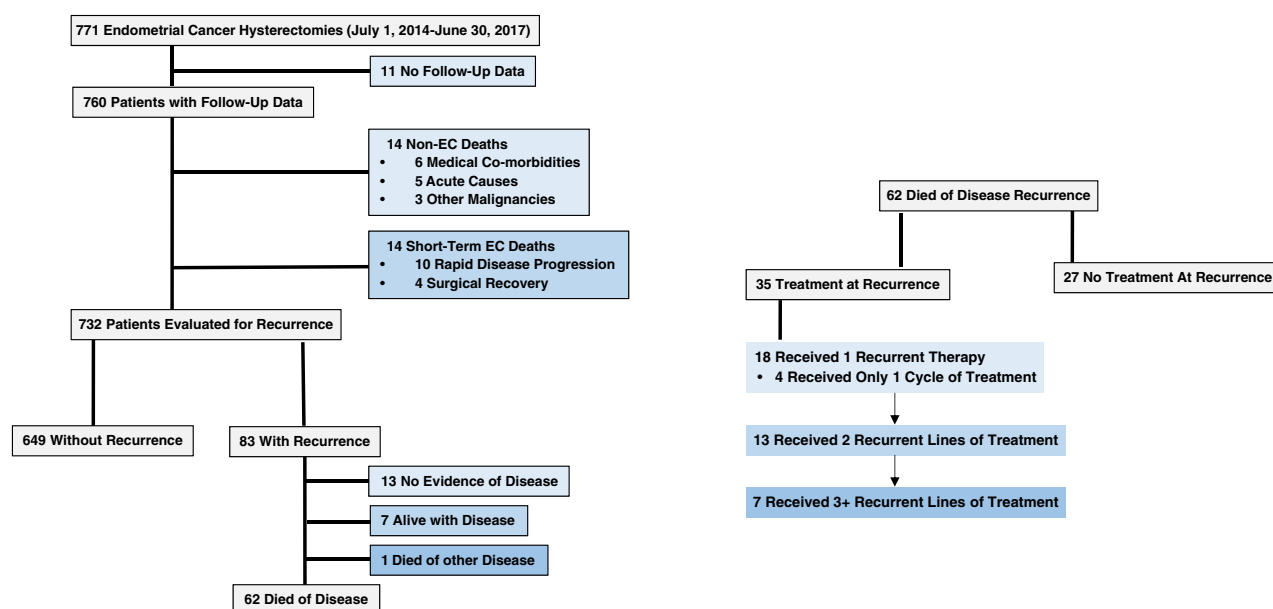 771 Endometrial Cancer Hysterectomies (July 1, 2014-June 30, 2017)
11 No Follow-Up Data
760 Patients with Follow-Up Data
14 Non-EC Deaths
• 6 Medical Co-morbidities
• 5 Acute Causes
• 3 Other Malignancies
14 Short-Term EC Deaths
• 10 Rapid Disease Progression
• 4 Surgical Recovery
732 Patients Evaluated for Recurrence
649 Without Recurrence
83 With Recurrence
13 No Evidence of Disease
7 Alive with Disease
1 Died of other Disease
62 Died of Disease
62 Died of Disease Recurrence
35 Treatment at Recurrence
27 No Treatment At Recurrence
18 Received 1 Recurrent Therapy
• 4 Received Only 1 Cycle of Treatment
13 Received 2 Recurrent Lines of Treatment
7 Received 3+ Recurrent Lines of Treatment